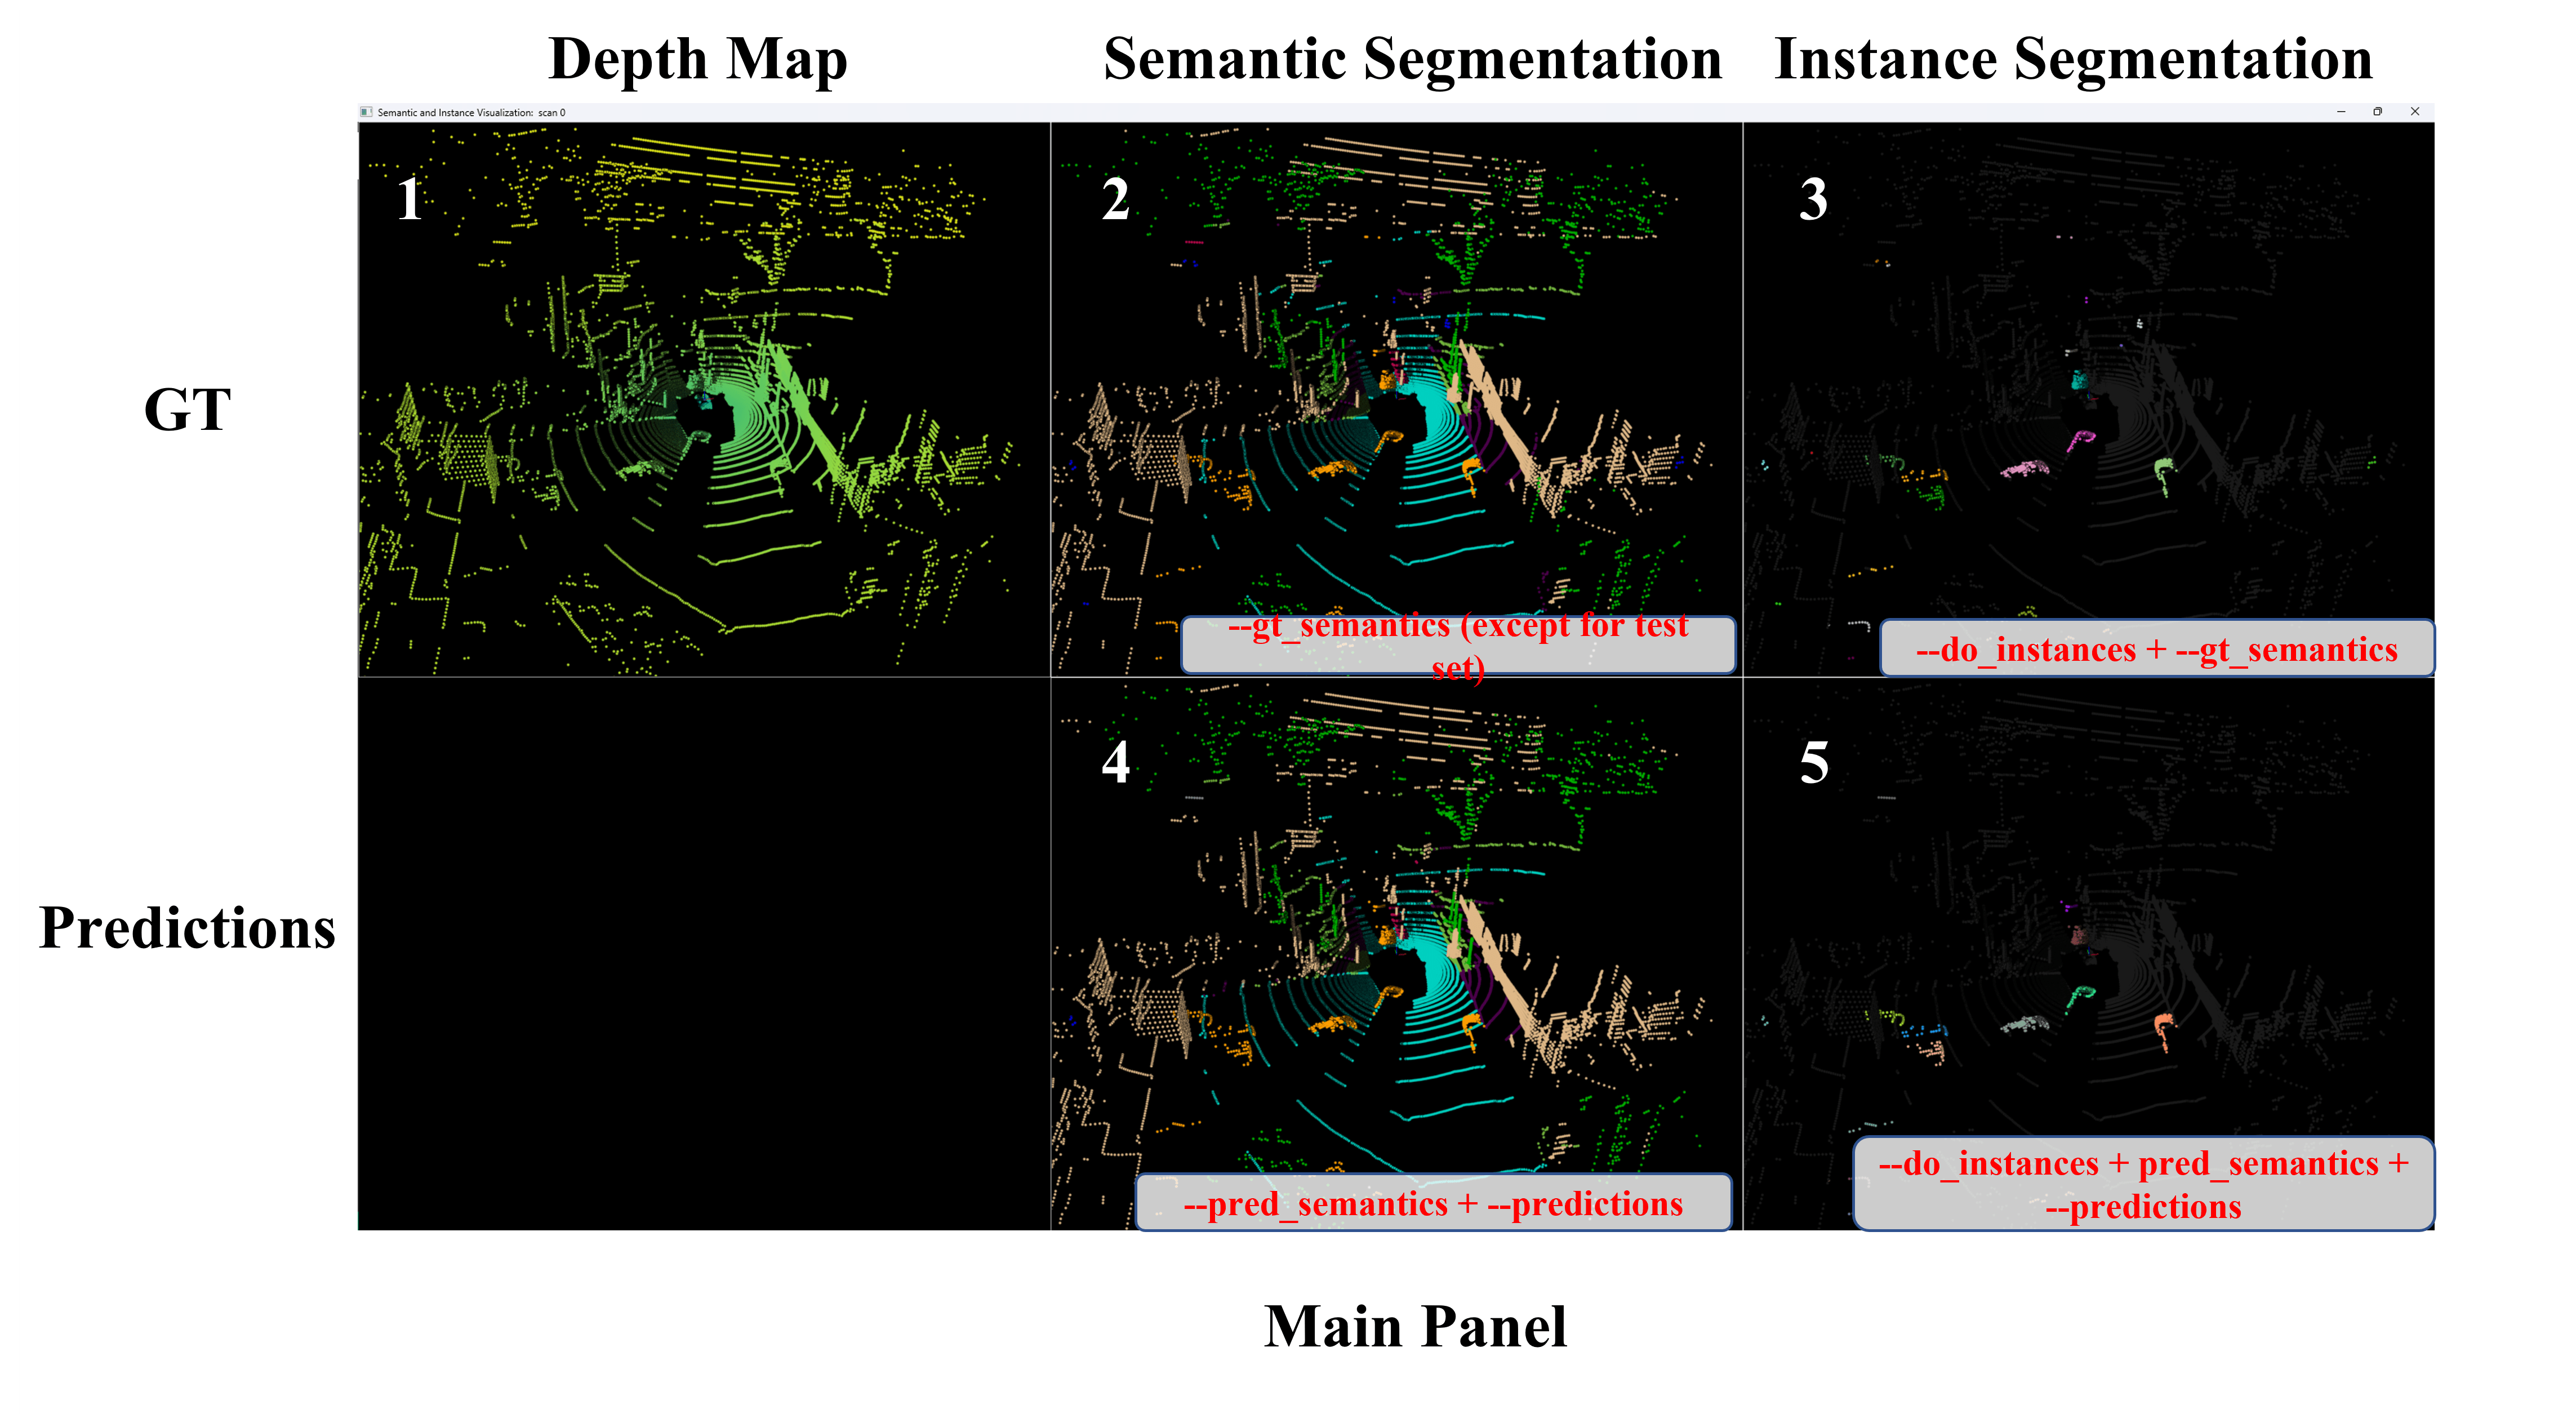 Depth Map
Semantic Segmentation
Instance Segmentation
Semantic and Instance Visualization: scan 0
GT
1
2
3
--gt_semantics (except for test
set)
--do_instances + --gt_semantics
Predictions
4
5
--pred_semantics + --predictions
--do_instances + pred_semantics +
--predictions
Main Panel